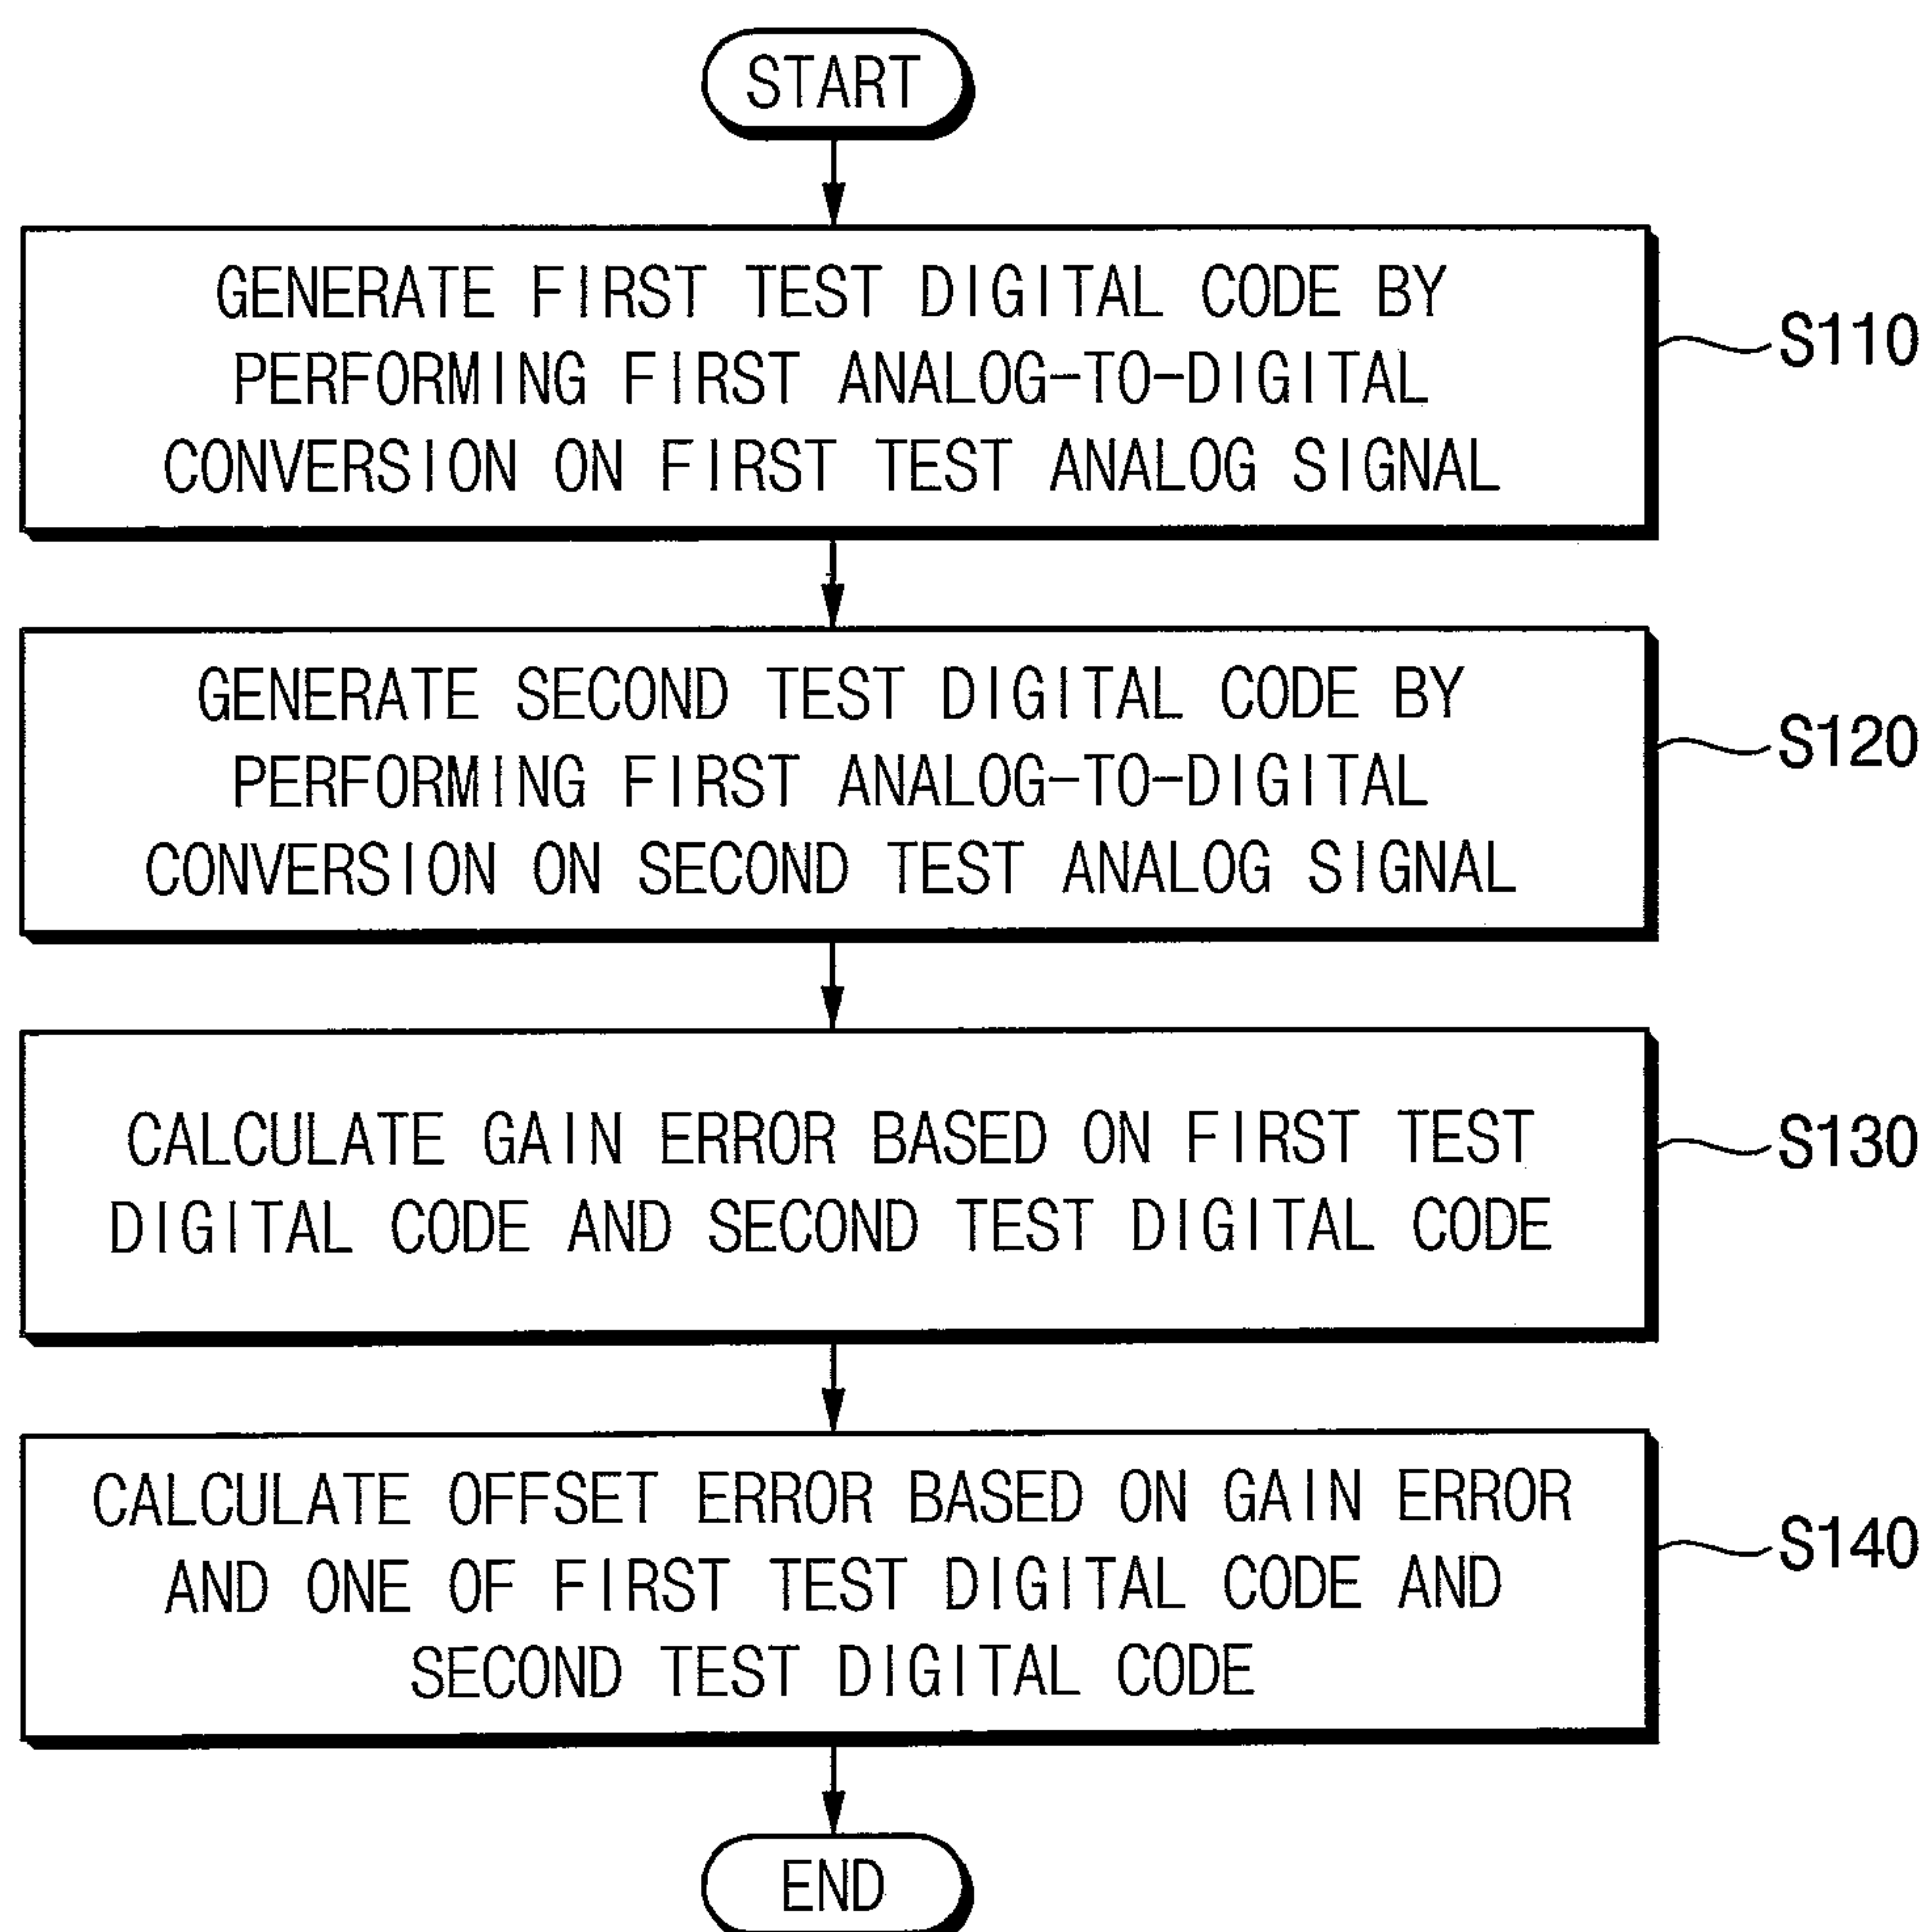 START
GENERATE FIRST TEST DIGITAL CODE BY
PERFORMING FIRST ANALOG-TO-DIGITAL
CONVERSION ON FIRST TEST ANALOG SIGNAL
S110
GENERATE SECOND TEST DIGITAL CODE BY
PERFORMING FIRST ANALOG-TO-DIGITAL
CONVERSION ON SECOND TEST ANALOG SIGNAL
S120
CALCULATE GAIN ERROR BASED ON FIRST TEST
DIGITAL CODE AND SECOND TEST DIGITAL CODE
S130
CALCULATE OFFSET ERROR BASED ON GAIN ERROR
AND ONE OF FIRST TEST DIGITAL CODE AND
SECOND TEST DIGITAL CODE
S140
END